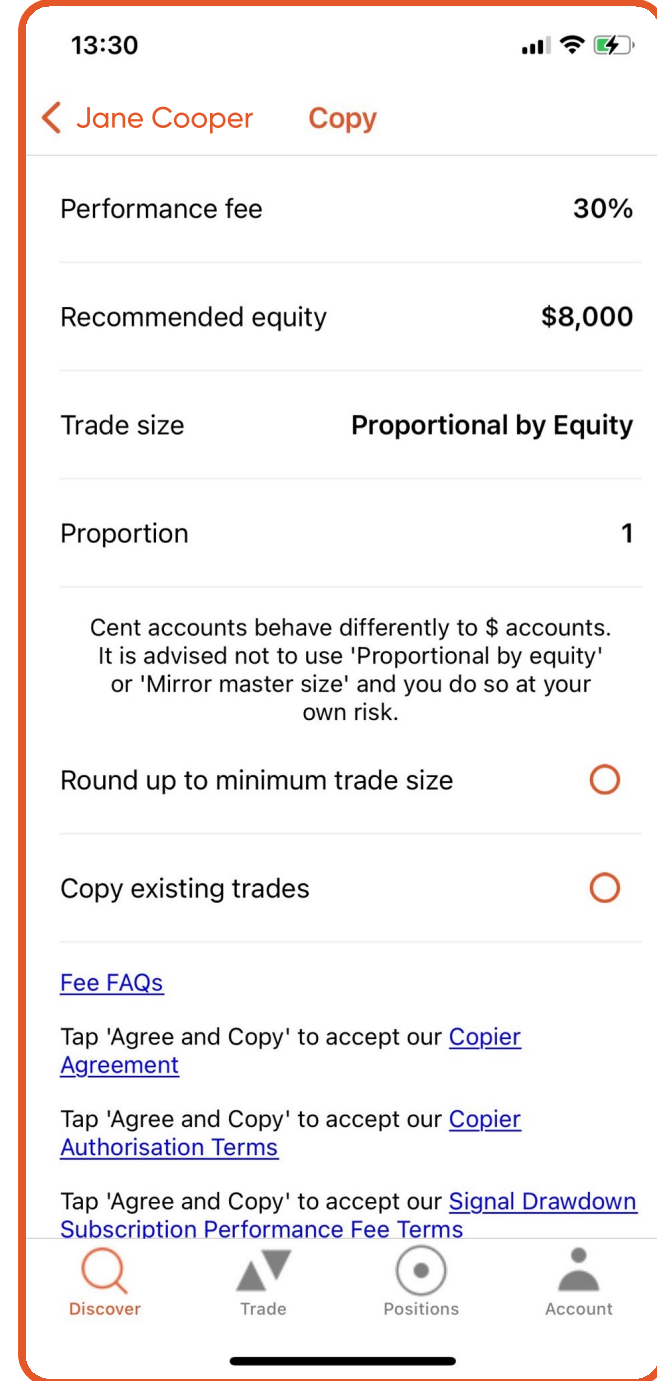 13:30
Jane Cooper Copy
Performance fee 30%
Recommended equity $8,000
Trade size Proportional by Equity
Proportion 1
Cent accounts behave differently to $ accounts.
It is advised not to use 'Proportional by equity'
or 'Mirror master size' and you do so at your
own risk.
Round up to minimum trade size
Copy existing trades
Fee FAQs
Tap 'Agree and Copy' to accept our Copier
Agreement
Tap 'Agree and Copy' to accept our Copier
Authorisation Terms
Tap 'Agree and Copy' to accept our Signal Drawdown
Subscription Performance Fee Terms
Discover Trade Positions Account